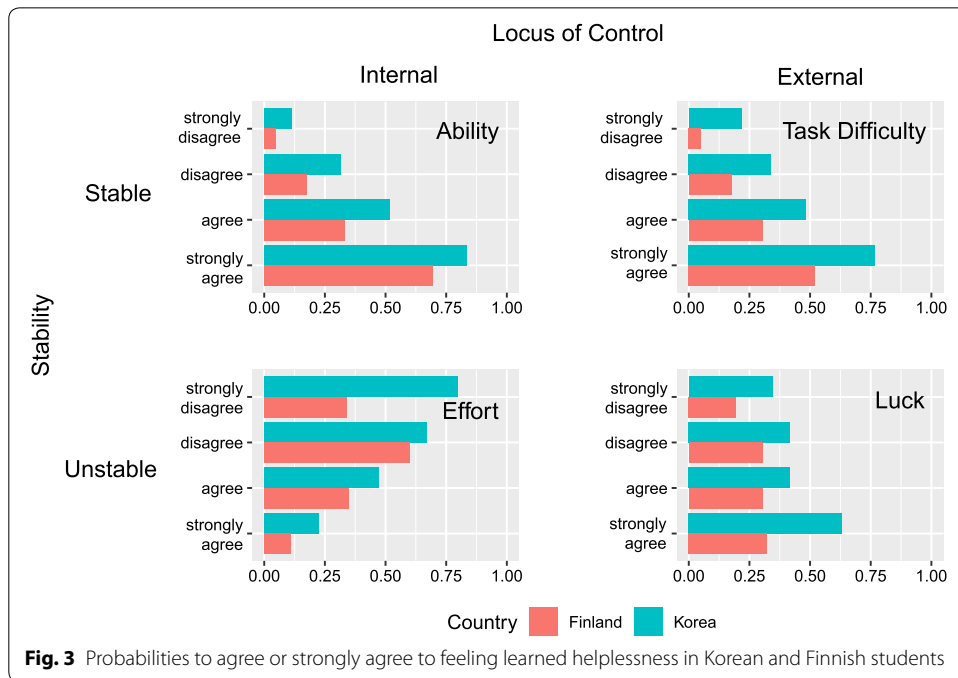 Locus of Control
Internal
External
Stability
Stable
strongly
disagree
disagree
agree
strongly
agree
Ability
0.00 0.25 0.50 0.75 1.00
strongly
disagree
disagree
agree
strongly
agree
Task Difficulty
0.00 0.25 0.50 0.75 1.00
Unstable
strongly
disagree
disagree
agree
strongly
agree
Effort
0.00 0.25 0.50 0.75 1.00
strongly
disagree
disagree
agree
strongly
agree
Luck
0.00 0.25 0.50 0.75 1.00
Country Finland Korea
Fig. 3 Probabilities to agree or strongly agree to feeling learned helplessness in Korean and Finnish students